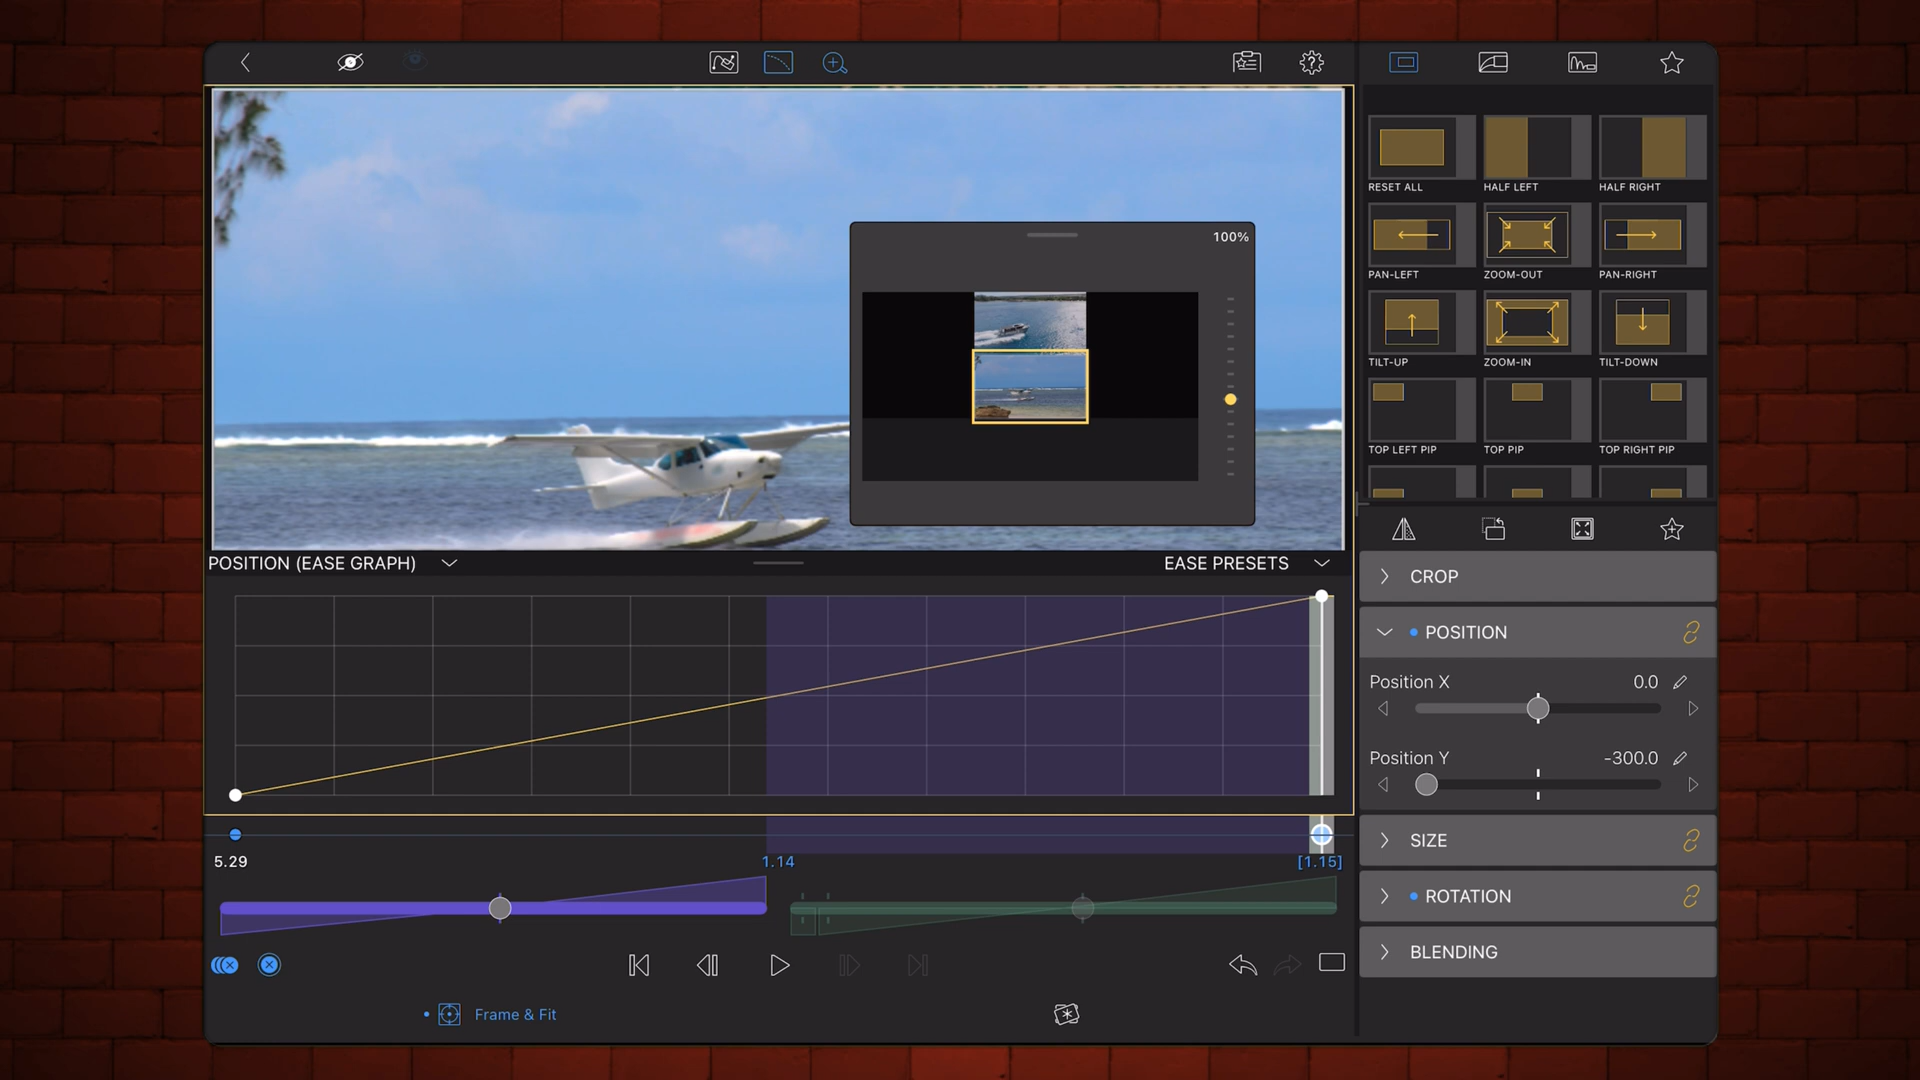 100%
RESET ALL
HALF LEFT
HALF RIGHT
PAN-LEFT
ZOOM-OUT
PAN-RIGHT
TILT-UP
ZOOM-IN
TILT-DOWN
TOP LEFT PIP
TOP PIP
TOP RIGHT PIP
POSITION (EASE GRAPH)
EASE PRESETS
CROP
POSITION
Position X
0.0
Position Y
-300.0
SIZE
ROTATION
BLENDING
5.29
1.14
[1.15]
Frame & Fit